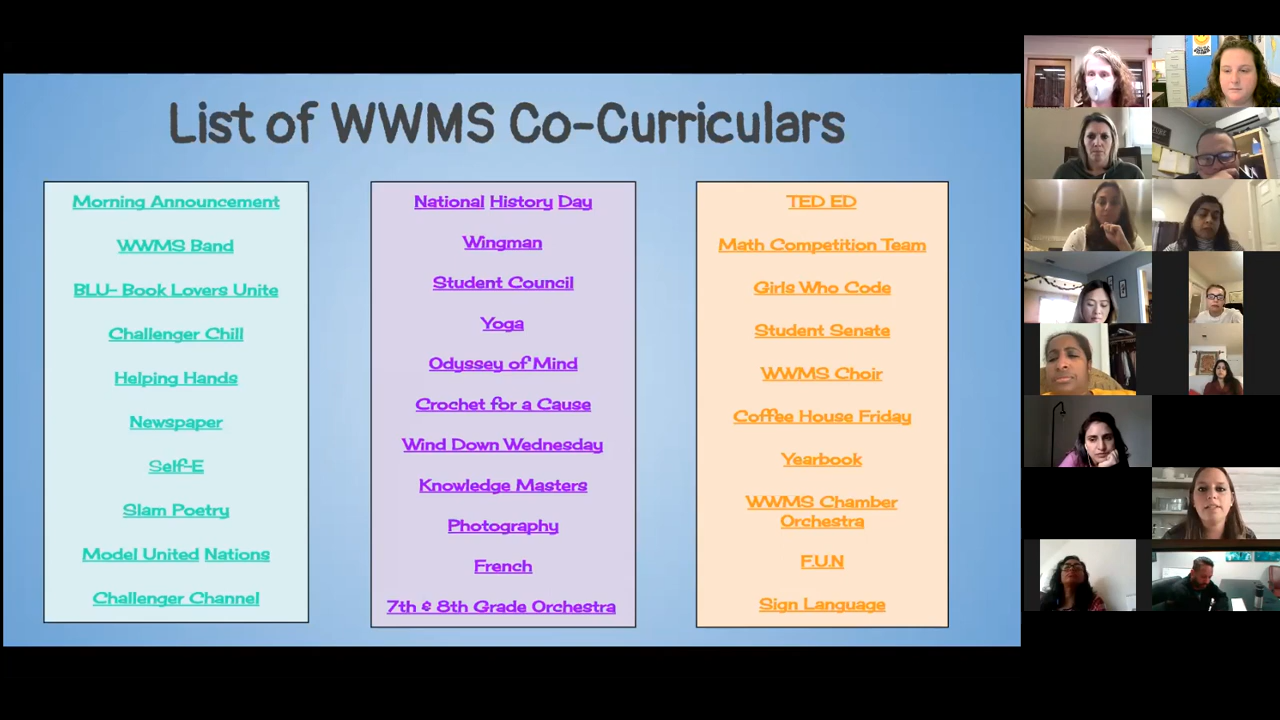 List of WWMS Co-Curriculars
Morning Announcement
WWMS Band
BLU- Book Lovers Unite
Challenger Chill
Helping Hands
Newspaper
Self-E
Slam Poetry
Model United Nations
Challenger Channel
National History Day
Wingman
Student Council
Yoga
Odyssey of Mind
Crochet for a Cause
Wind Down Wednesday
Knowledge Masters
Photography
French
7th & 8th Grade Orchestra
TED ED
Math Competition Team
Girls Who Code
Student Senate
WWMS Choir
Coffee House Friday
Yearbook
WWMS Chamber
Orchestra
F.U.N
Sign Language